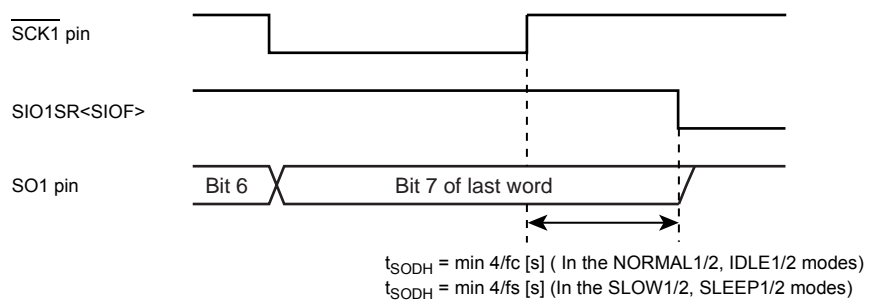 SCK1 pin
SIO1SR<SIOF>
SO1 pin Bit 6 Bit 7 of last word
tSODH = min 4/fc [s] ( In the NORMAL1/2, IDLE1/2 modes)
tSODH = min 4/fs [s] (In the SLOW1/2, SLEEP1/2 modes)